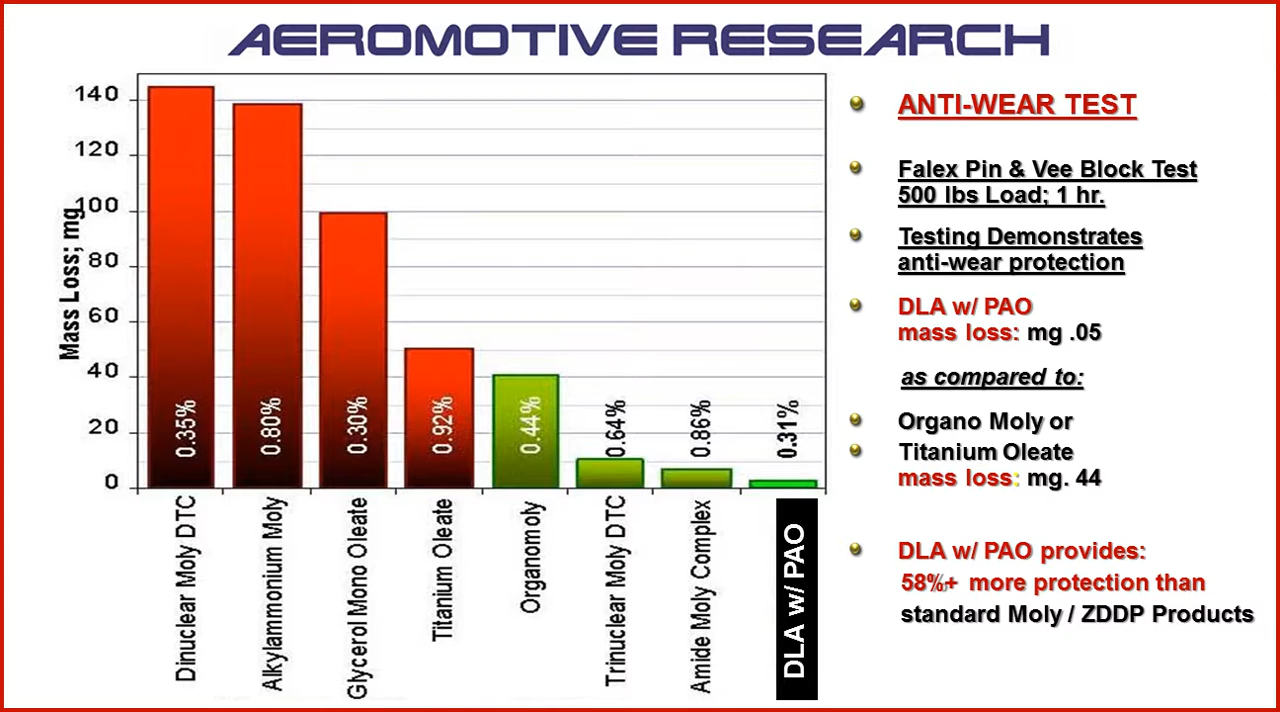 AEROMOTIVE RESEARCH
Mass Loss; mg
140
120
100
80
60
40
20
0
0.35%
0.80%
0.30%
0.92%
0.44%
0.64%
0.86%
0.31%
Dinuclear Moly DTC
Alkylammonium Moly
Glycerol Mono Oleate
Titanium Oleate
Organomoly
Trinuclear Moly DTC
Amide Moly Complex
DLA w/ PAO
ANTI-WEAR TEST
Falex Pin & Vee Block Test
500 lbs Load; 1 hr.
Testing Demonstrates
anti-wear protection
DLA w/ PAO
mass loss: mg .05
as compared to:
Organo Moly or
Titanium Oleate
mass loss: mg. 44
DLA w/ PAO provides:
58%+ more protection than
standard Moly / ZDDP Products